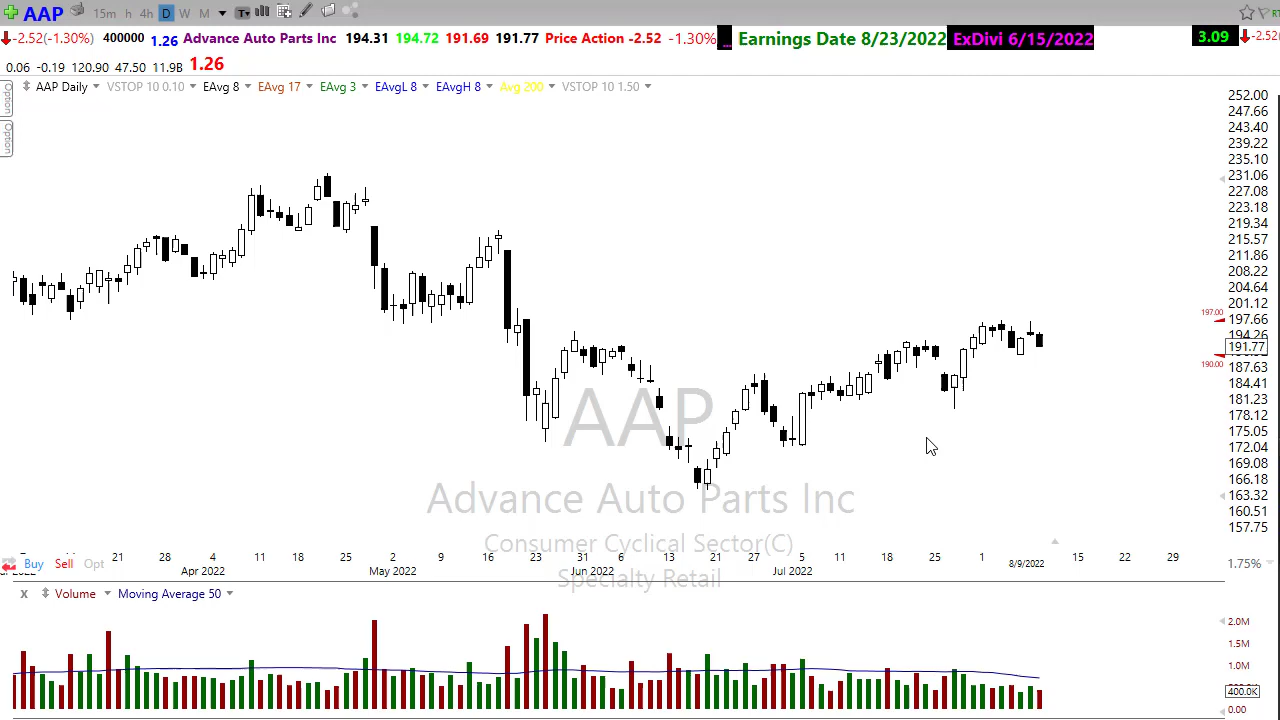 AAP 15m h 4h D W M T
-2.52(-1.30%) 400000 1.26 Advance Auto Parts Inc 194.31 194.72 191.69 191.77 Price Action -2.52 -1.30% ... Earnings Date 8/23/2022 ExDivi 6/15/2022 3.09 -2.52
0.06 -0.19 120.90 47.50 11.9B 1.26
AAP Daily VSTOP 10 0.10 EAvg 8 EAvg 17 EAvg 3 EAvgL 8 EAvgH 8 Avg 200 VSTOP 10 1.50
Option
Option
252.00
247.66
243.40
239.22
235.10
231.06
227.08
223.18
219.34
215.57
211.86
208.22
204.64
201.12
197.00
197.66
194.26
191.77
190.00
187.63
184.41
181.23
178.12
175.05
172.04
169.08
166.18
163.32
160.51
157.75
AAP
Advance Auto Parts Inc
Consumer Cyclical Sector(C)
Specialty Retail
21 28 4 11 18 25 2 9 16 23 31 6 13 21 27 5 11 18 25 1 15 22 29
Apr 2022 May 2022 Jun 2022 Jul 2022 8/9/2022
Buy Sell Opt 1.75%
x Volume Moving Average 50
2.0M
1.5M
1.0M
400.0K
0.00